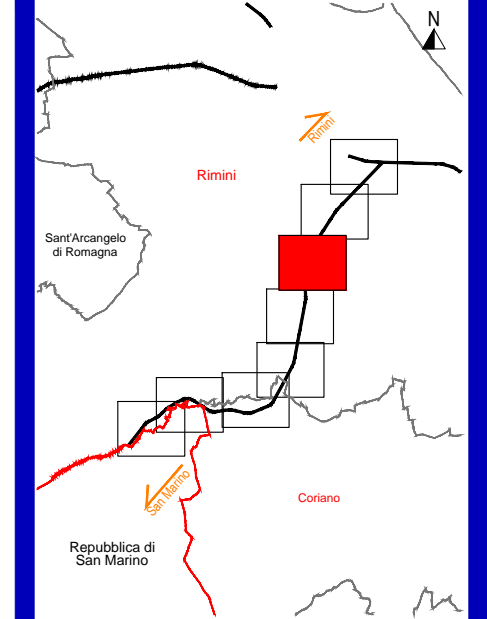 N
Rimini
Rimini
Sant'Arcangelo
di Romagna
San Marino
Coriano
Repubblica di
San Marino